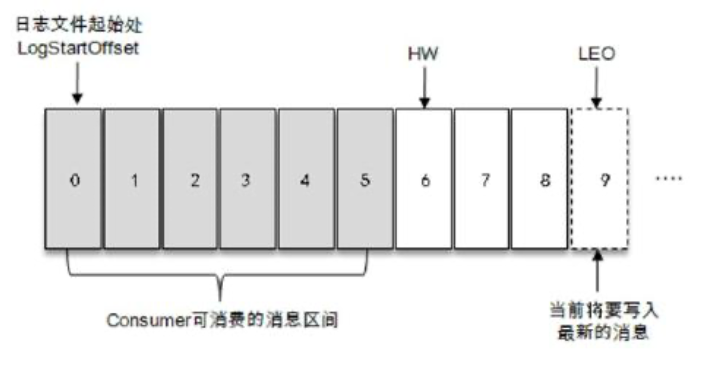 日志文件起始处
LogStartOffset
HW
LEO
0 1 2 3 4 5 6 7 8 9 ····
Consumer可消费的消息区间
当前将要写入
最新的消息